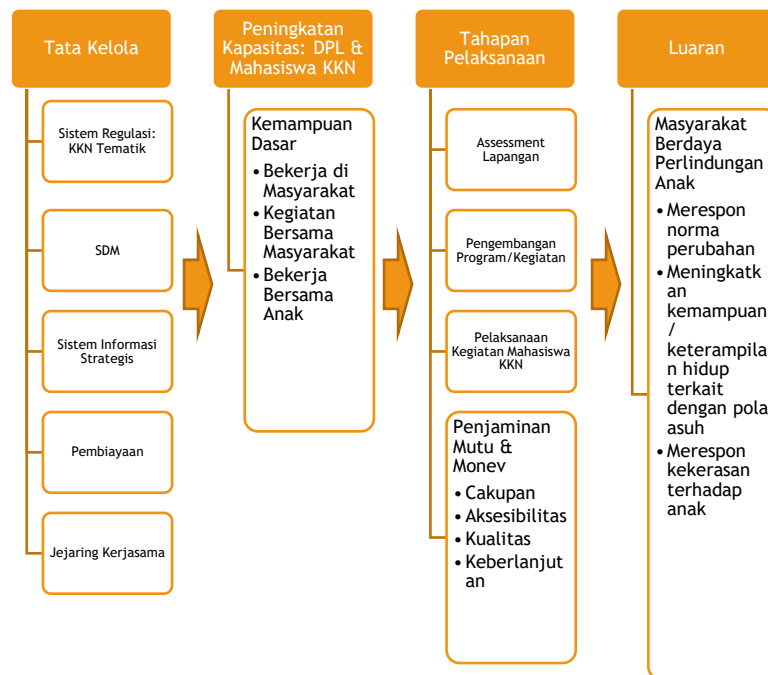 Tata Kelola
Sistem Regulasi:
KKN Tematik
SDM
Sistem Informasi
Strategis
Pembiayaan
Jejaring Kerjasama
Peningkatan
Kapasitas: DPL &
Mahasiswa KKN
Kemampuan
Dasar
• Bekerja di
Masyarakat
• Kegiatan
Bersama
Masyarakat
• Bekerja
Bersama
Anak
Tahapan
Pelaksanaan
Assessment
Lapangan
Pengembangan
Program/Kegiatan
Pelaksanaan
Kegiatan Mahasiswa
KKN
Penjaminan
Mutu &
Monev
• Cakupan
• Aksesibilitas
• Kualitas
• Keberlanjut
an
Luaran
Masyarakat
Berdaya
Perlindungan
Anak
• Merespon
norma
perubahan
• Meningkatk
an
kemampuan
/
keterampila
n hidup
terkait
dengan pola
asuh
• Merespon
kekerasan
terhadap
anak